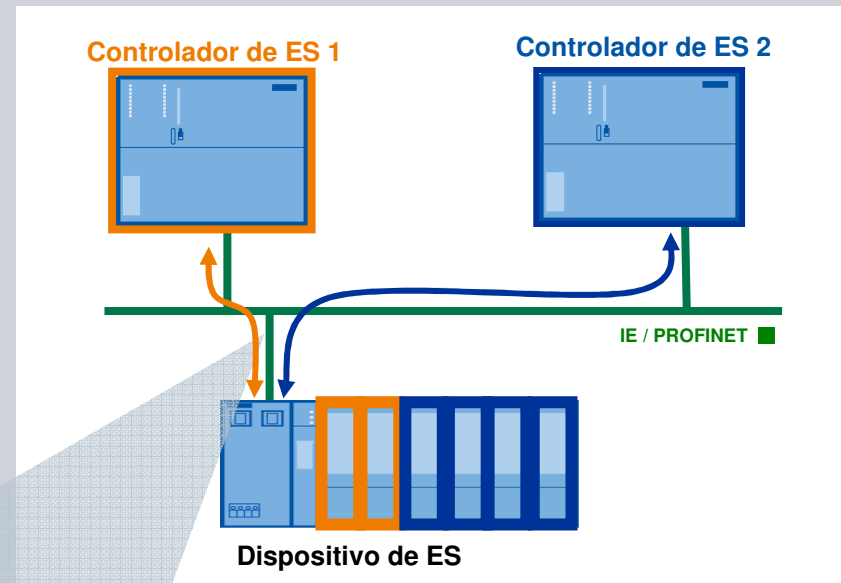 Controlador de ES 1
Controlador de ES 2
IE / PROFINET
Dispositivo de ES